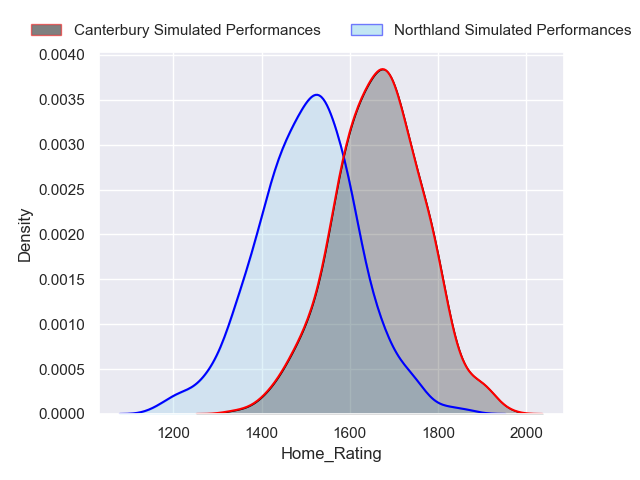 Canterbury Simulated Performances
Northland Simulated Performances
0.0040
0.0035
0.0030
0.0025
0.0020
0.0015
0.0010
0.0005
0.0000
Density
1200 1400 1600 1800 2000
Home_Rating